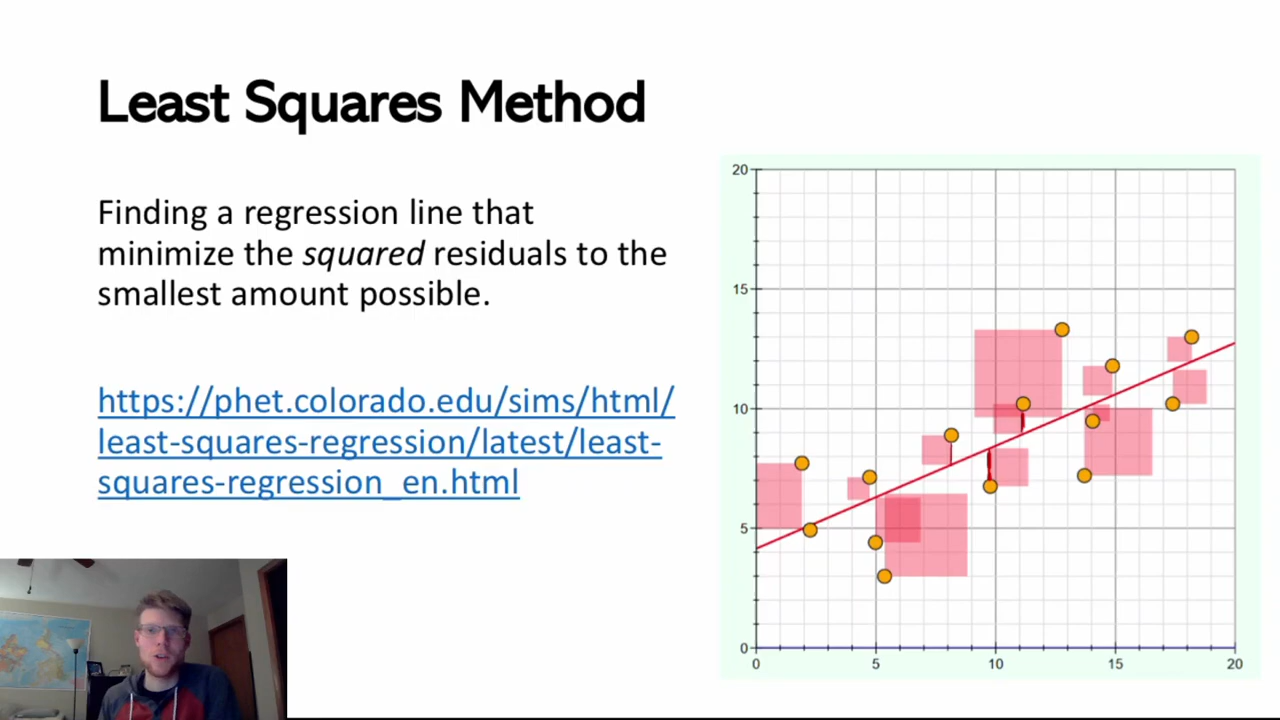 Least Squares Method
Finding a regression line that
minimize the squared residuals to the
smallest amount possible.
https://phet.colorado.edu/sims/html/
least-squares-regression/latest/least-
squares-regression_en.html
20
15
10
5
0
0 5 10 15 20